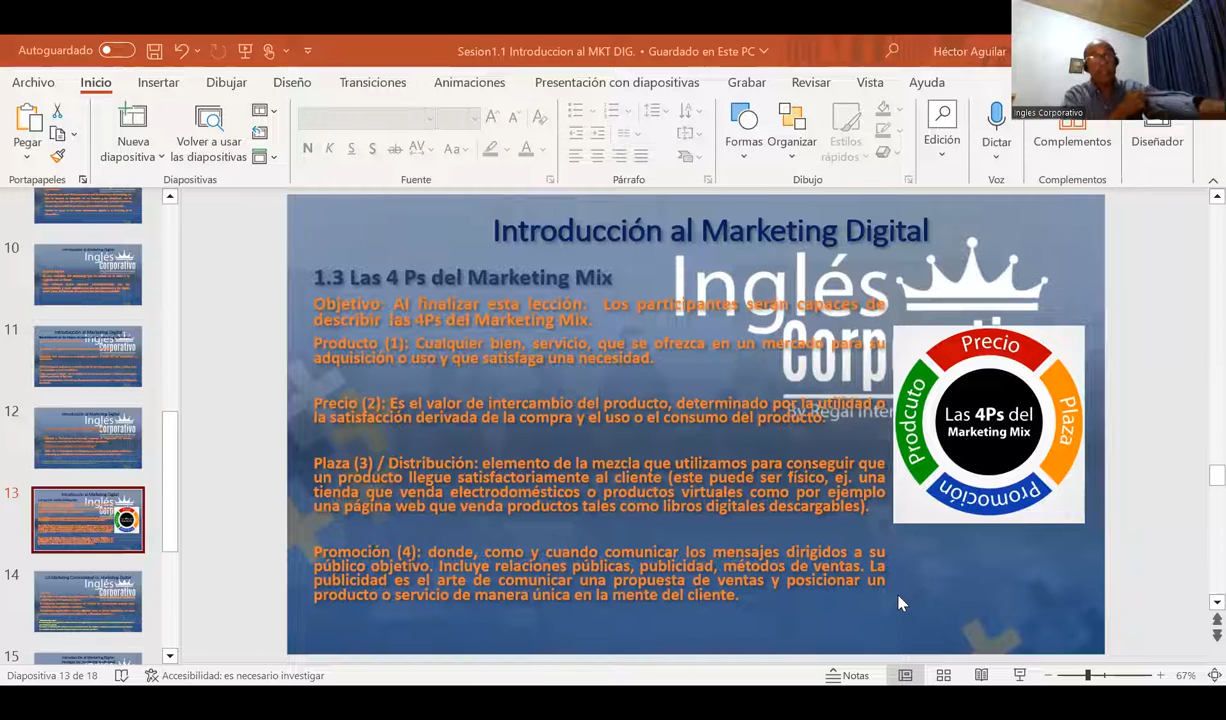 Autoguardado
Sesion1.1 Introduccion al MKT DIG. • Guardado en Este PC
Héctor Aguilar
Ingles Corporativo
Archivo Inicio Insertar Dibujar Diseño Transiciones Animaciones Presentación con diapositivas Grabar Revisar Vista Ayuda
Pegar
Nueva diapositiva
Volver a usar las diapositivas
N K S S ab AV Aa A
Formas
Organizar
Estilos rápidos
Edición
Dictar
Complementos
Diseñador
Portapapeles
Diapositivas
Fuente
Párrafo
Dibujo
Voz
Complementos
10
11
12
13
14
15
Introducción al Marketing Digital
Inglés
Corporativo
1.3 Las 4 Ps del Marketing Mix
Objetivo: Al finalizar esta lección. Los participantes serán capaces de
describir las 4Ps del Marketing Mix.
Producto (1): Cualquier bien, servicio, que se ofrezca en un mercado para su
adquisición o uso y que satisfaga una necesidad.
Precio (2): Es el valor de intercambio del producto, determinado por la utilidad o
la satisfacción derivada de la compra y el uso o el consumo del producto.
By Regal Inter
Plaza (3) / Distribución: elemento de la mezcla que utilizamos para conseguir que
un producto llegue satisfactoriamente al cliente (este puede ser físico, ej. una
tienda que venda electrodomésticos o productos virtuales como por ejemplo
una página web que venda productos tales como libros digitales descargables).
Promoción (4): donde, como y cuando comunicar los mensajes dirigidos a su
público objetivo. Incluye relaciones públicas, publicidad, métodos de ventas. La
publicidad es el arte de comunicar una propuesta de ventas y posicionar un
producto o servicio de manera única en la mente del cliente.
Precio
Plaza
Promoción
Prodcuto
Las 4Ps del
Marketing Mix
Diapositiva 13 de 18
Accesibilidad: es necesario investigar
Notas
67%